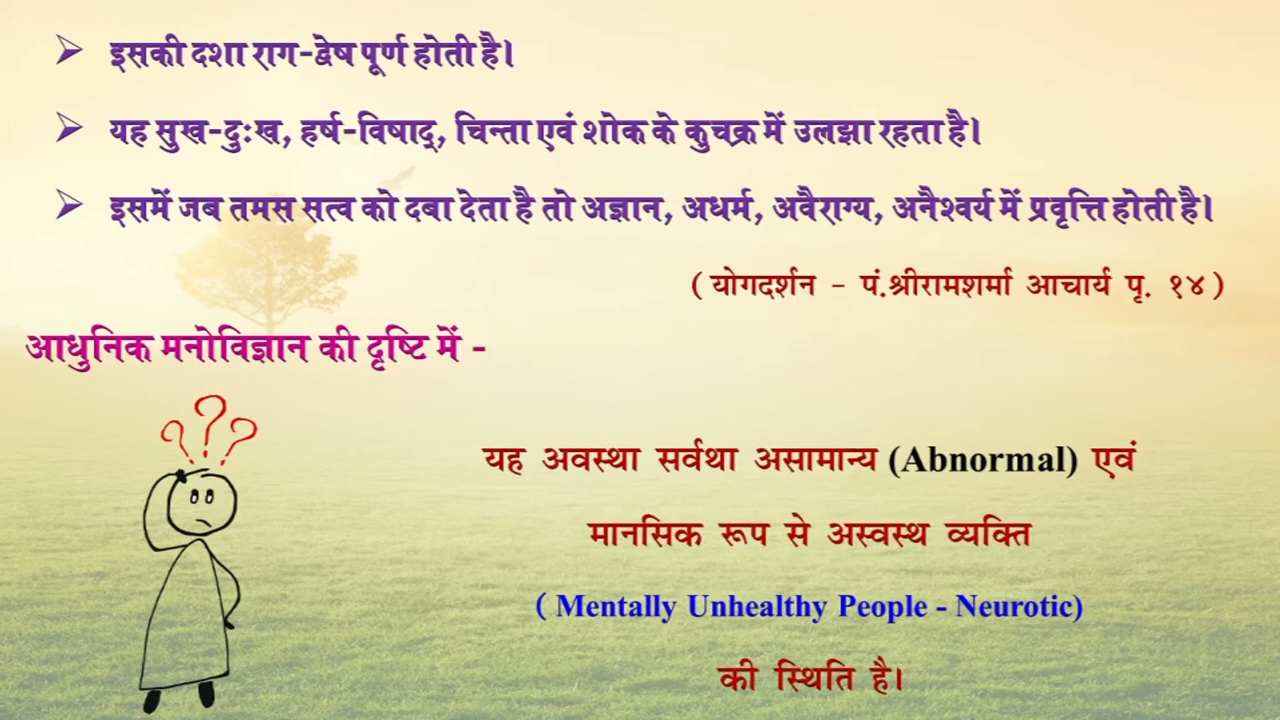 इसकी दशा राग-द्वेष पूर्ण होती है।
यह सुख-दुःख, हर्ष-विषाद्, चिन्ता एवं शोक के कुचक्र में उलझा रहता है।
इसमें जब तमस सत्व को दबा देता है तो अज्ञान, अधर्म, अवैराग्य, अनैश्वर्य में प्रवृत्ति होती है।
( योगदर्शन - पं.श्रीरामशर्मा आचार्य पृ. १४ )
आधुनिक मनोविज्ञान की दृष्टि में -
???
यह अवस्था सर्वथा असामान्य (Abnormal) एवं
मानसिक रूप से अस्वस्थ व्यक्ति
( Mentally Unhealthy People - Neurotic)
की स्थिति है।